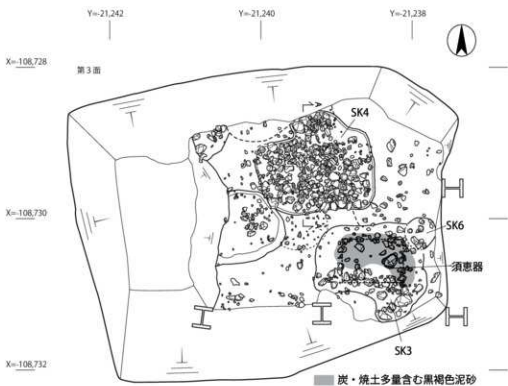 Y=-21,242
Y=-21,240
Y=-21,238
X=-108,728
第3面
A
SK4
X=-108,730
SK6
須恵器
SK3
X=-108,732
炭・焼土多量含む黒褐色泥砂